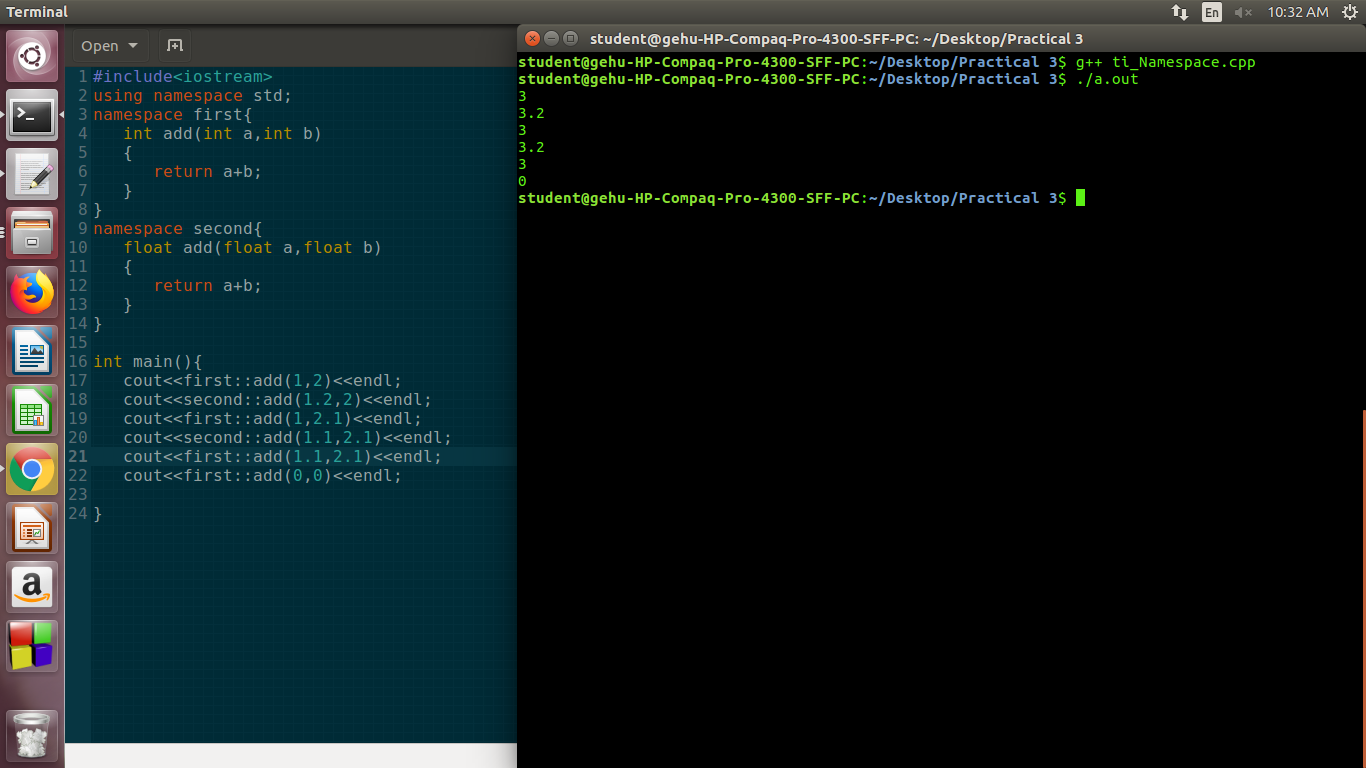 Terminal
En
10:32 AM
Open
student@gehu-HP-Compaq-Pro-4300-SFF-PC: ~/Desktop/Practical 3
1 #include<iostream>
2 using namespace std;
3 namespace first{
4    int add(int a,int b)
5    {
6       return a+b;
7    }
8 }
9 namespace second{
10    float add(float a,float b)
11    {
12       return a+b;
13    }
14 }
15
16 int main(){
17    cout<<first::add(1,2)<<endl;
18    cout<<second::add(1.2,2)<<endl;
19    cout<<first::add(1,2.1)<<endl;
20    cout<<second::add(1.1,2.1)<<endl;
21    cout<<first::add(1.1,2.1)<<endl;
22    cout<<first::add(0,0)<<endl;
23
24 }
student@gehu-HP-Compaq-Pro-4300-SFF-PC:~/Desktop/Practical 3$ g++ ti_Namespace.cpp
student@gehu-HP-Compaq-Pro-4300-SFF-PC:~/Desktop/Practical 3$ ./a.out
3
3.2
3
3.2
3
0
student@gehu-HP-Compaq-Pro-4300-SFF-PC:~/Desktop/Practical 3$